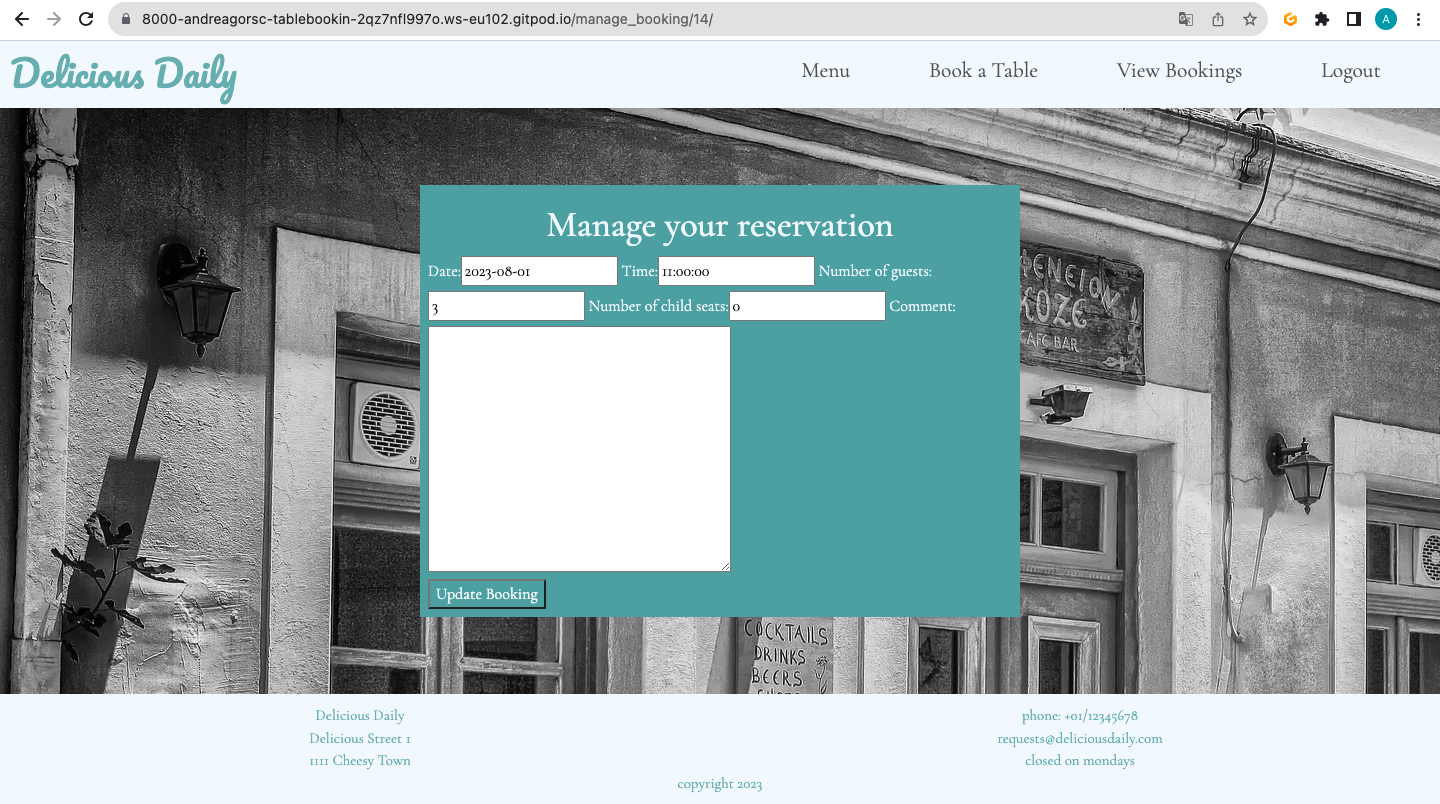 8000-andreagorsc-tablebookin-2qz7nfl997o.ws-eu102.gitpod.io/manage_booking/14/
A
Delicious Daily
Menu
Book a Table
View Bookings
Logout
Manage your reservation
Date: 2023-08-01 Time: 11:00:00 Number of guests:
3 Number of child seats: 0 Comment:
KOZE
CAFE BAR
Update Booking
COCKTAILS
DRINKS
BEERS
Delicious Daily
Delicious Street 1
1111 Cheesy Town
phone: +01/12345678
requests@deliciousdaily.com
closed on mondays
copyright 2023